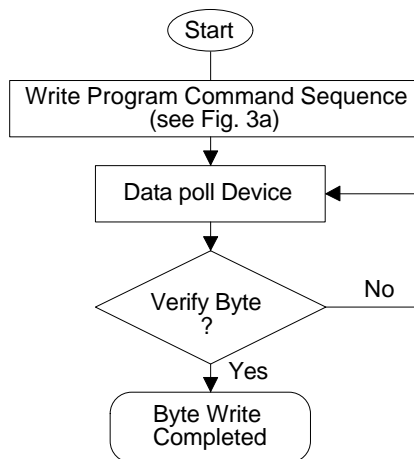 Start
Write Program Command Sequence
(see Fig. 3a)
Data poll Device
Verify Byte
?
No
Yes
Byte Write
Completed